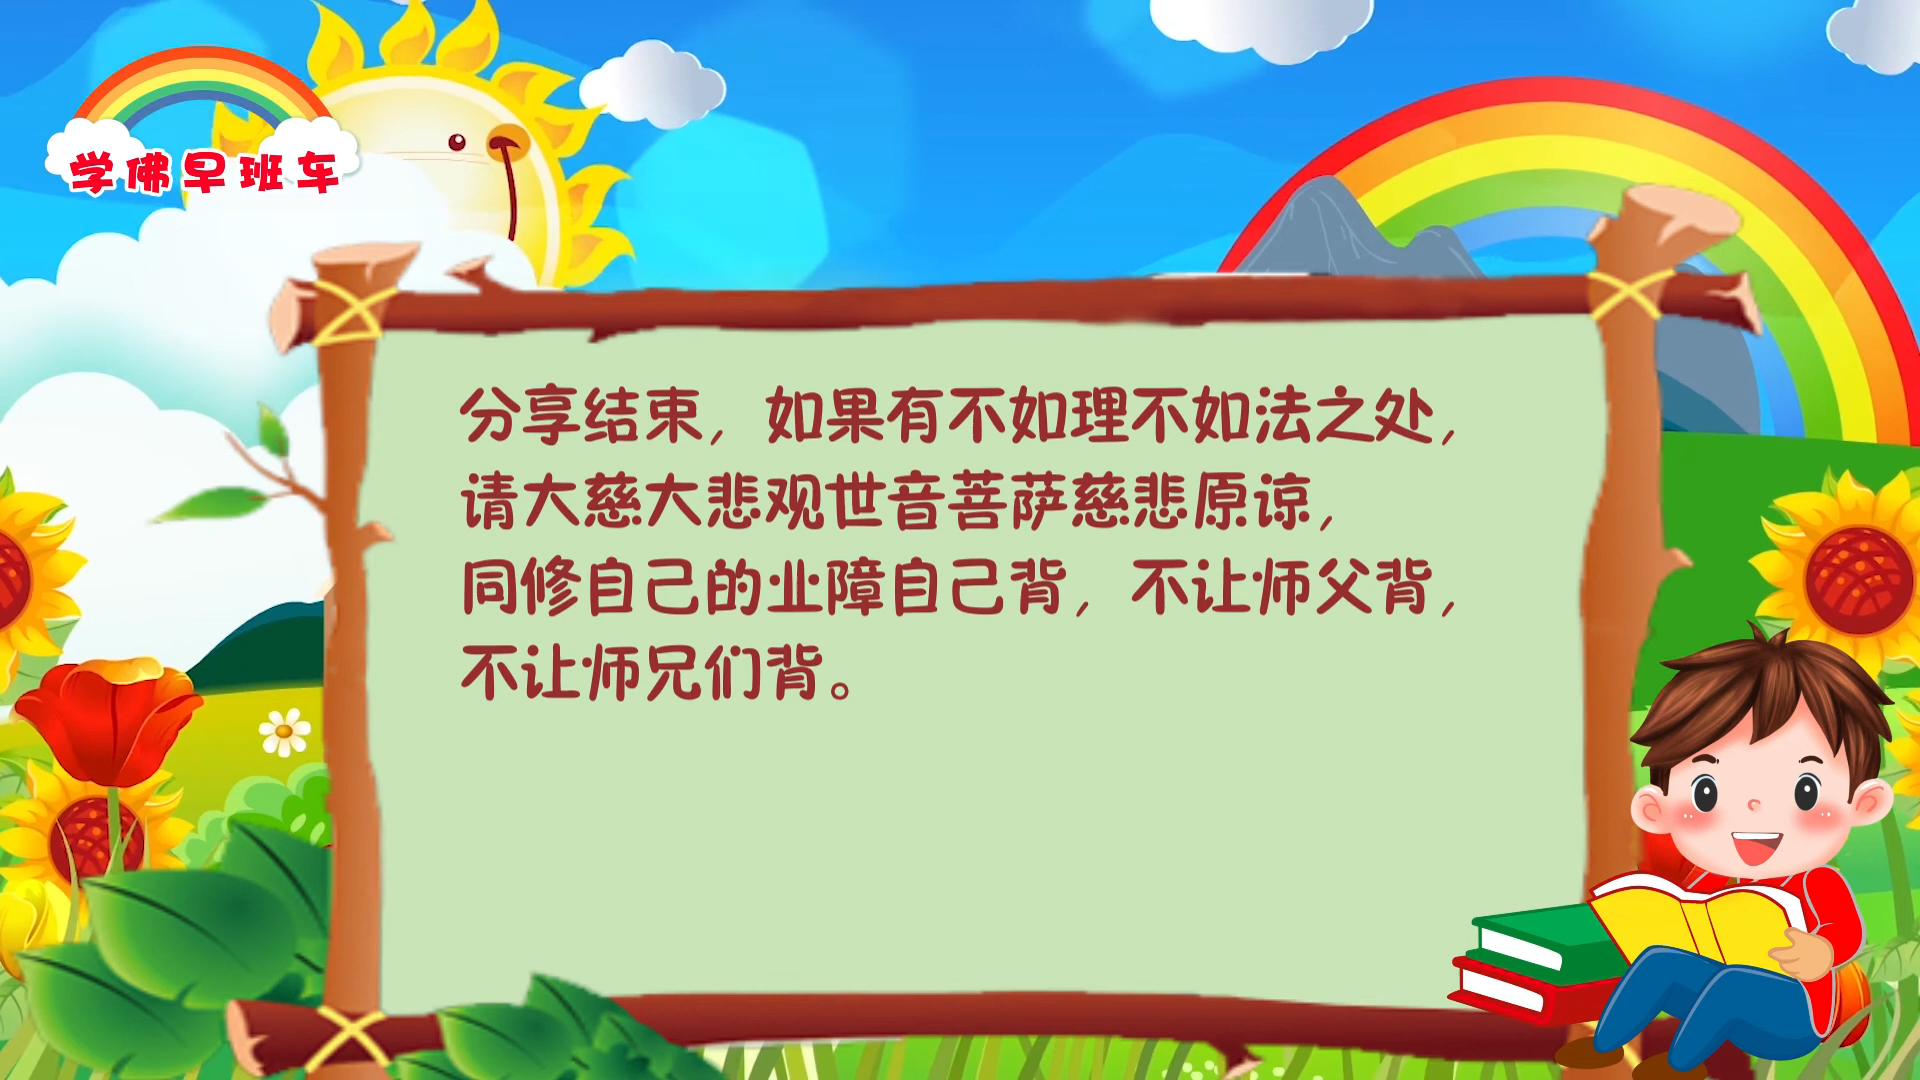 学佛早班车
分享结束，如果有不如理不如法之处，
请大慈大悲观世音菩萨慈悲原谅，
同修自己的业障自己背，不让师父背，
不让师兄们背。